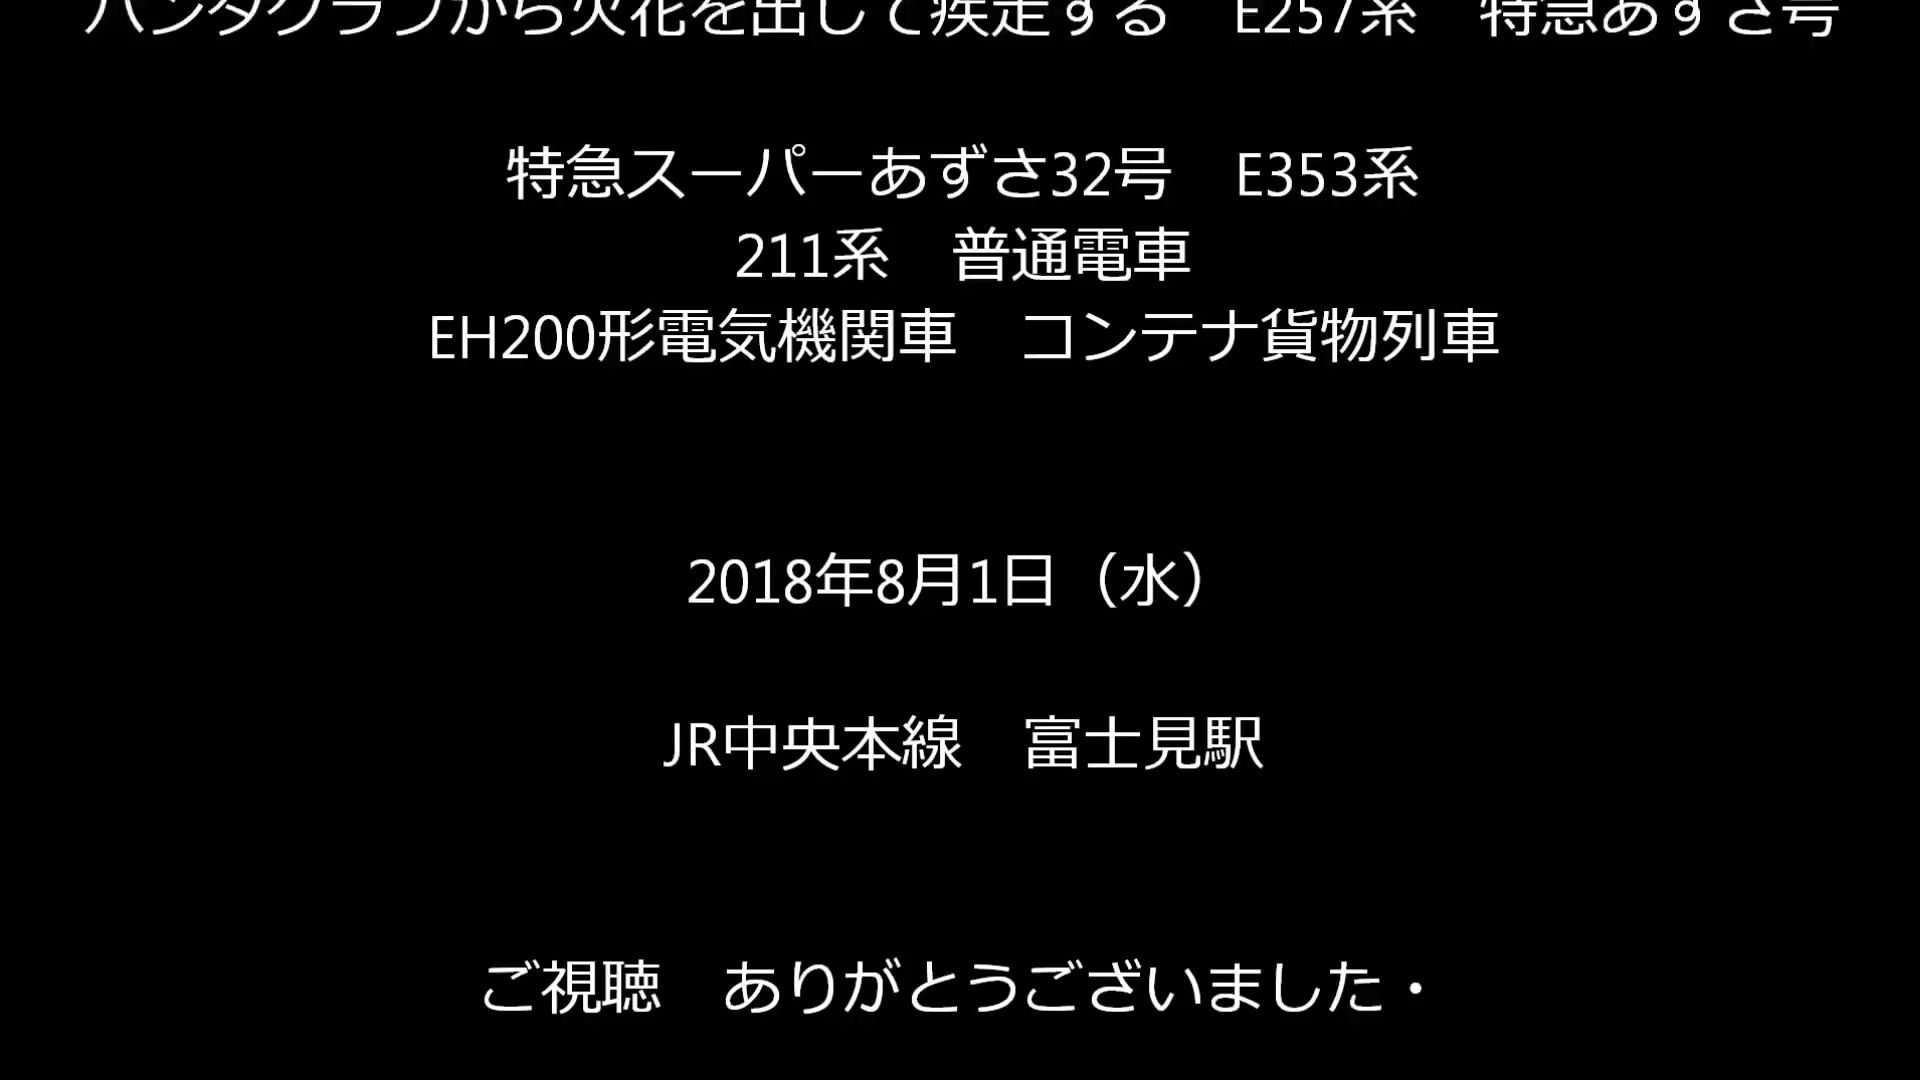 パンタグラフから火花を出して疾走する　E257系　特急あずさ号
特急スーパーあずさ32号　E353系
211系　普通電車
EH200形電気機関車　コンテナ貨物列車
2018年8月1日（水）
JR中央本線　富士見駅
ご視聴　ありがとうございました・